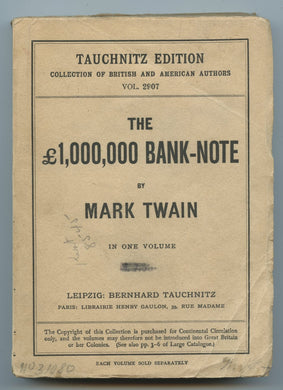 TAUCHNITZ EDITION
COLLECTION OF BRITISH AND AMERICAN AUTHORS
VOL. 2907
THE
£1,000,000 BANK-NOTE
BY
MARK TWAIN
IN ONE VOLUME
LEIPZIG: BERNHARD TAUCHNITZ
PARIS: LIBRAIRIE HENRY GAULON, 39, RUE MADAME
The Copyright of this Collection is purchased for Continental Circulation
only, and the volumes may therefore not be introduced into Great Britain
or her Colonies. (See also pp. 3-6 of Large Catalogue.)
EACH VOLUME SOLD SEPARATELY